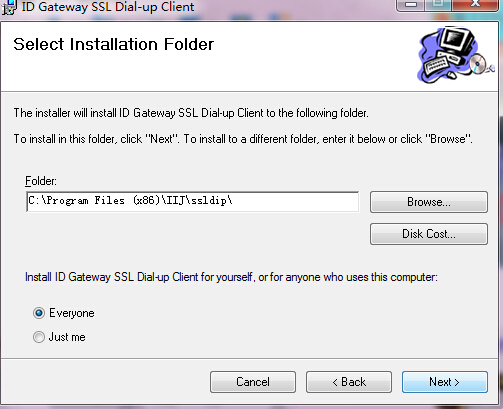 ID Gateway SSL Dial-up Client
Select Installation Folder
The installer will install ID Gateway SSL Dial-up Client to the following folder.
To install in this folder, click "Next". To install to a different folder, enter it below or click "Browse".
Folder:
C:\Program Files (x86)\IIJ\ssldip\
Browse...
Disk Cost...
Install ID Gateway SSL Dial-up Client for yourself, or for anyone who uses this computer:
Everyone
Just me
Cancel
< Back
Next >